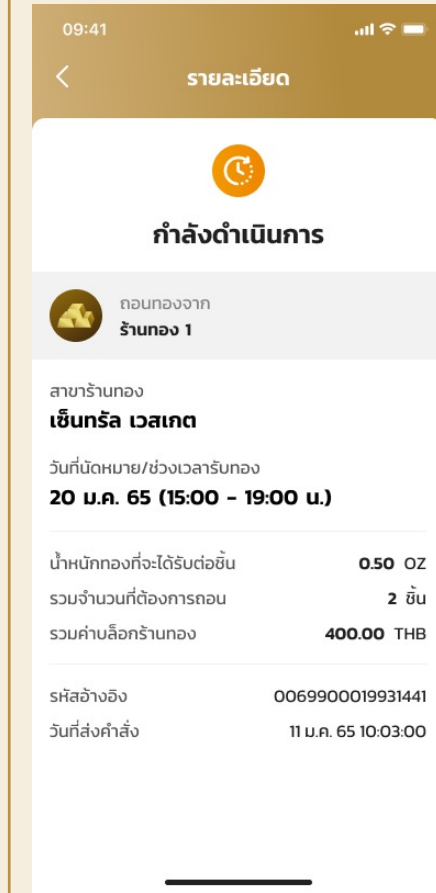 09:41
รายละเอียด
กำลังดำเนินการ
ถอนทองจาก
ร้านทอง 1
สาขาร้านทอง
เซ็นทรัล เวสเกต
วันที่นัดหมาย/ช่วงเวลารับทอง
20 ม.ค. 65 (15:00 - 19:00 น.)
น้ำหนักทองที่จะได้รับต่อชิ้น 0.50 OZ
รวมจำนวนที่ต้องการถอน 2 ชิ้น
รวมค่าบล็อกร้านทอง 400.00 THB
รหัสอ้างอิง 0069900019931441
วันที่ส่งคำสั่ง 11 ม.ค. 65 10:03:00